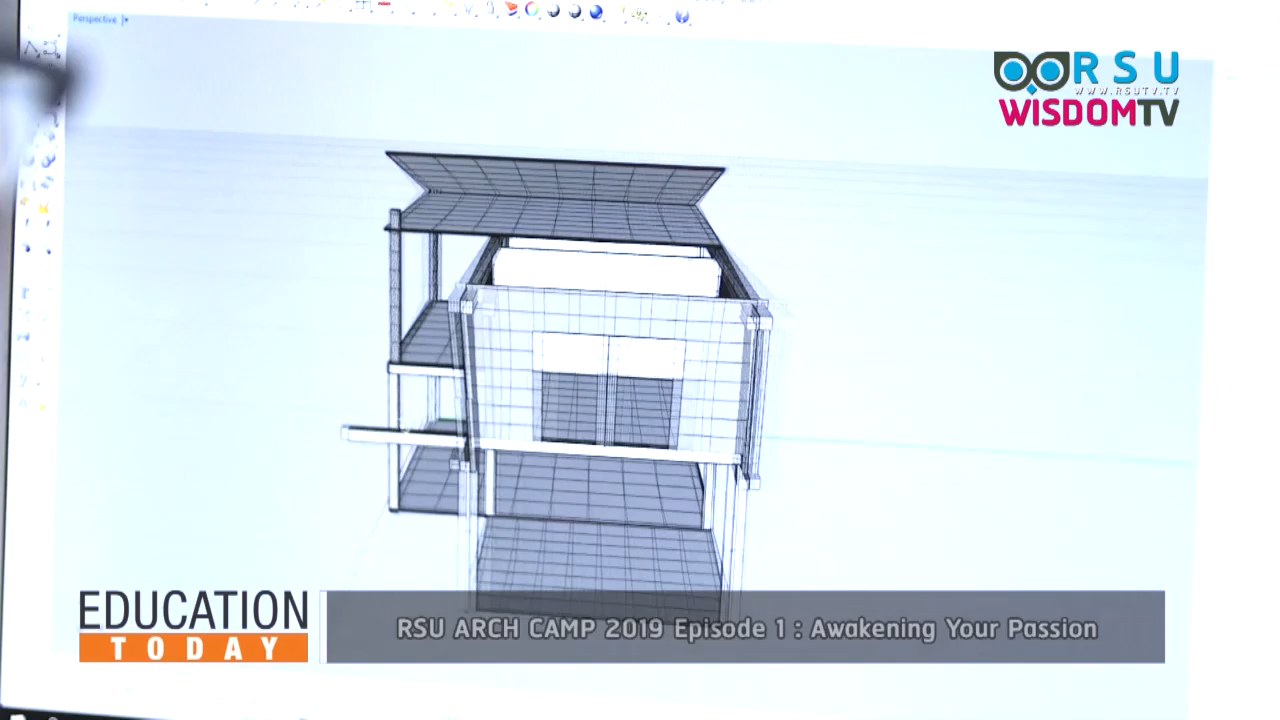 Perspective
RSU
WWW.RSUTV.TV
WISDOMTV
EDUCATION
TODAY
RSU ARCH CAMP 2019 Episode 1 : Awakening Your Passion